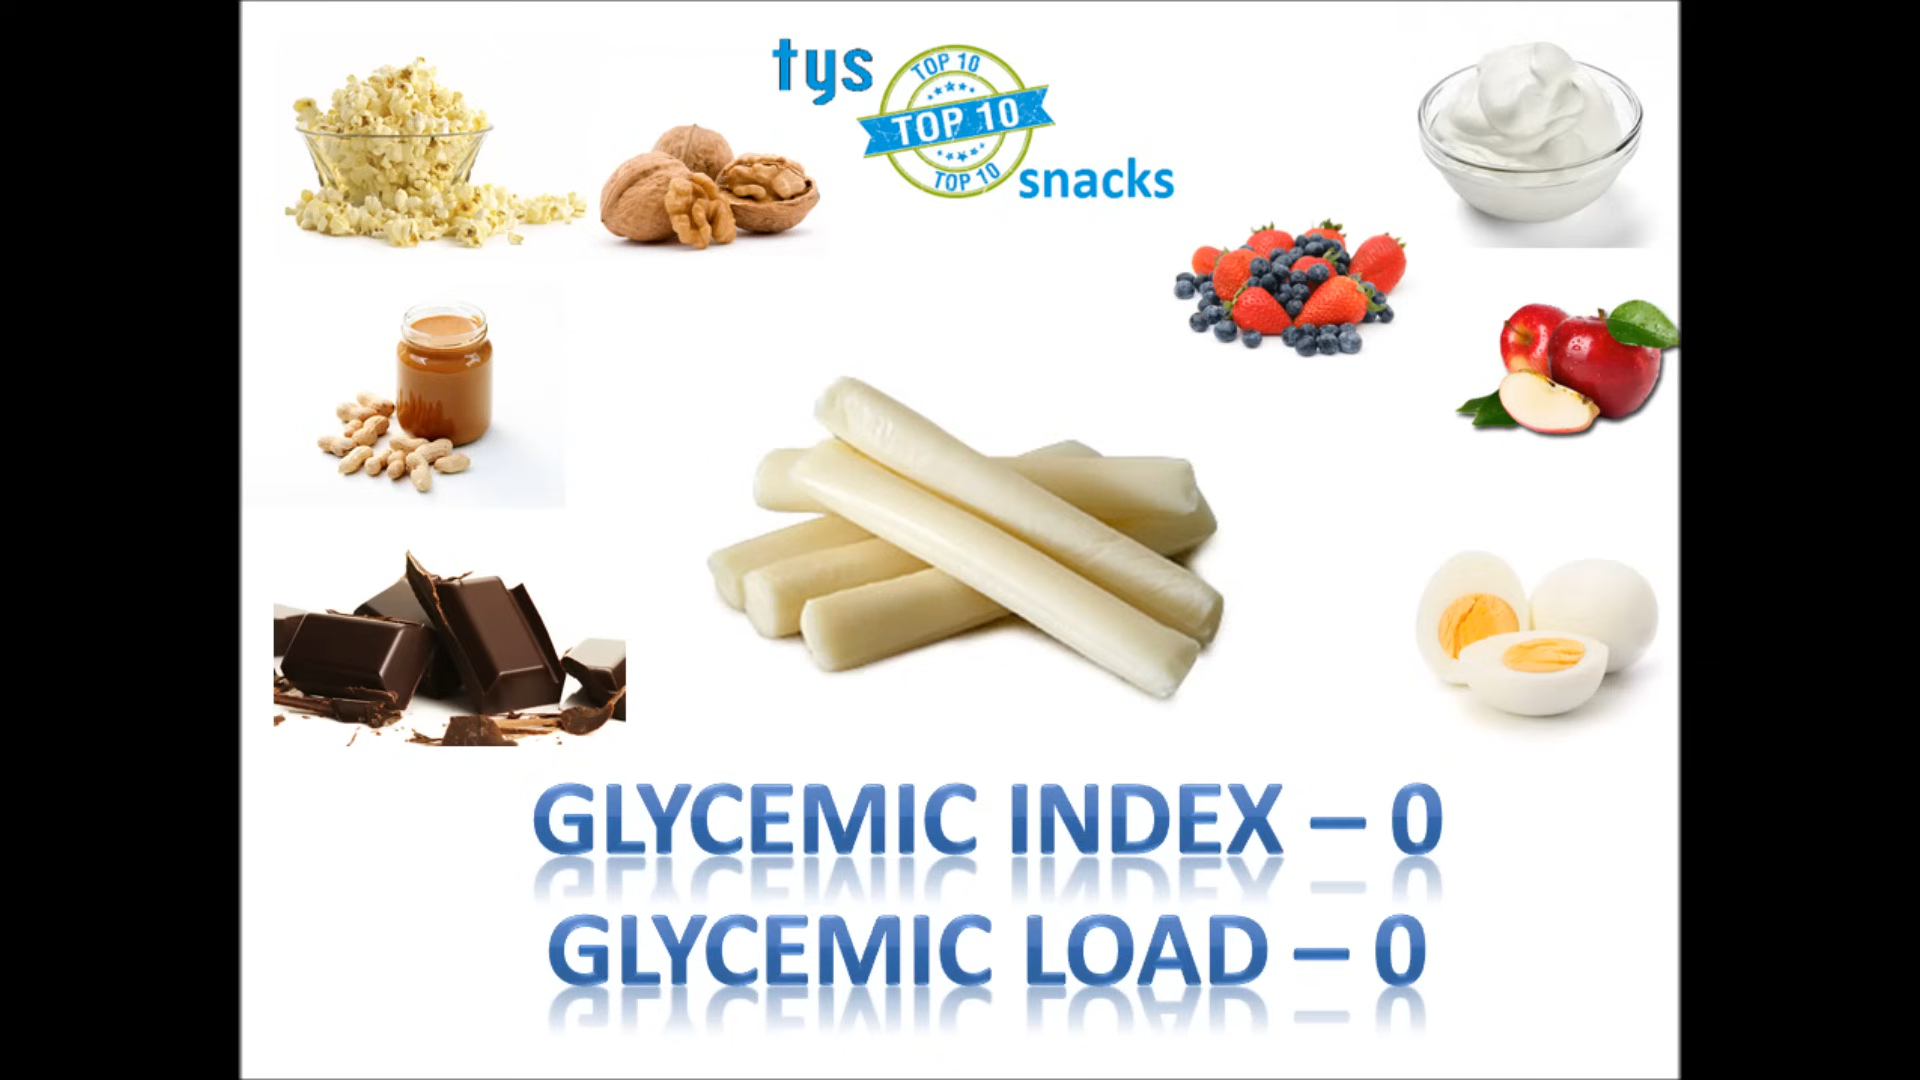 tys
TOP 10
TOP 10
TOP 10
snacks
GLYCEMIC INDEX – 0
GLYCEMIC LOAD – 0